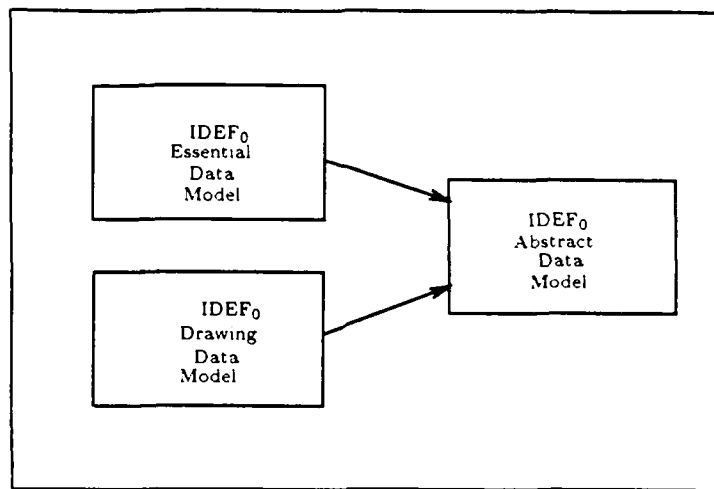 IDEF₀
Essential
Data
Model
IDEF₀
Drawing
Data
Model
IDEF₀
Abstract
Data
Model